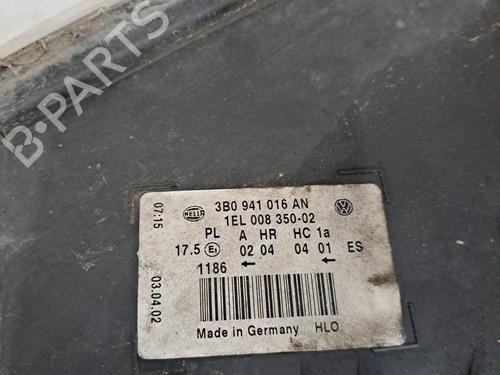 B-PARTS
07:15
03.04.02
HELLA
3B0 941 016 AN
1EL 008 350-02
PL A HR HC 1a
17.5 E1 02 04 04 01 ES
1186 ← ←
Made in Germany HLO